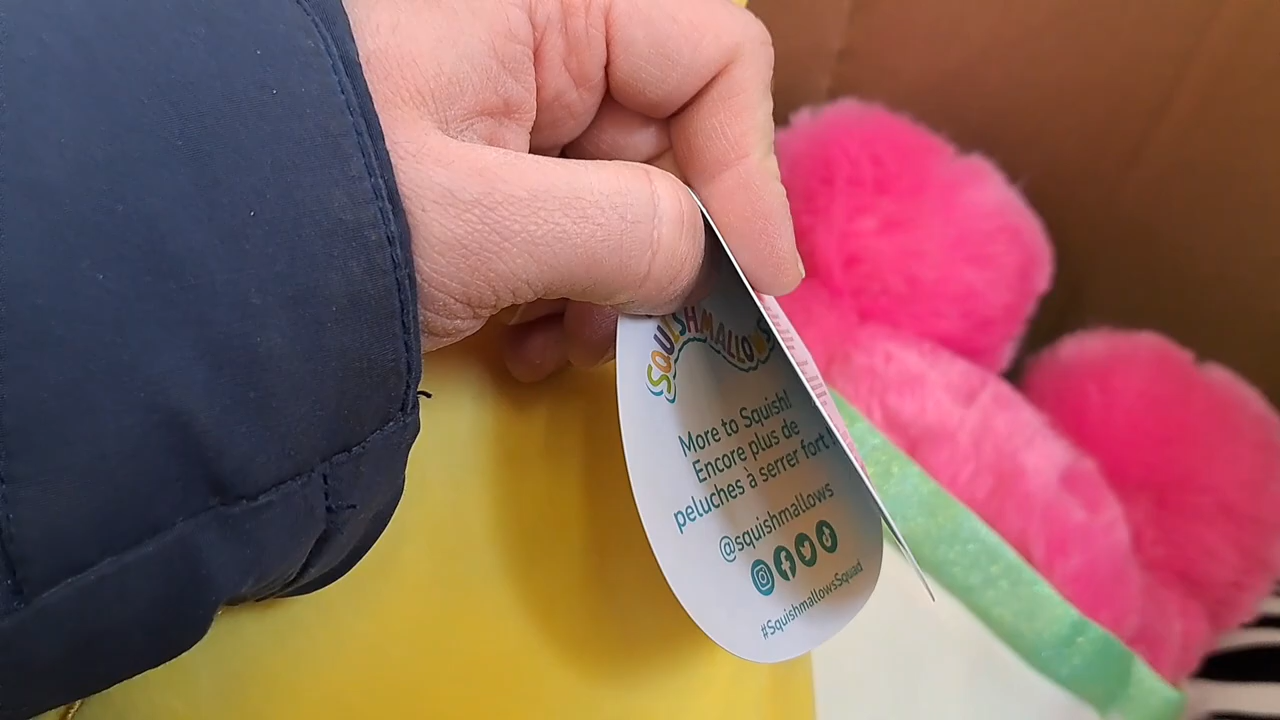 SQUISHMALLOWS
More to Squish!
Encore plus de
peluches à serrer fort !
@squishmallows
#SquishmallowsSquad